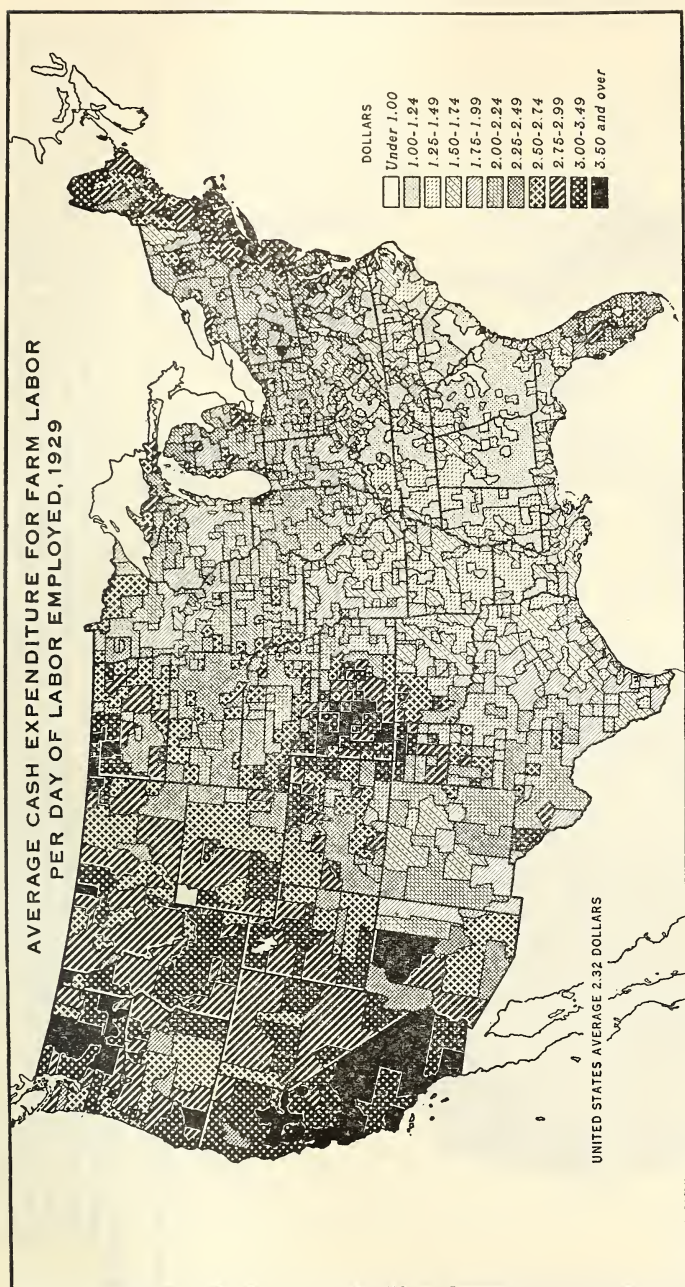 AVERAGE CASH EXPENDITURE FOR FARM LABOR
PER DAY OF LABOR EMPLOYED, 1929
DOLLARS
Under 1.00
1.00-1.24
1.25-1.49
1.50-1.74
1.75-1.99
2.00-2.24
2.25-2.49
2.50-2.74
2.75-2.99
3.00-3.49
3.50 and over
UNITED STATES AVERAGE 2.32 DOLLARS